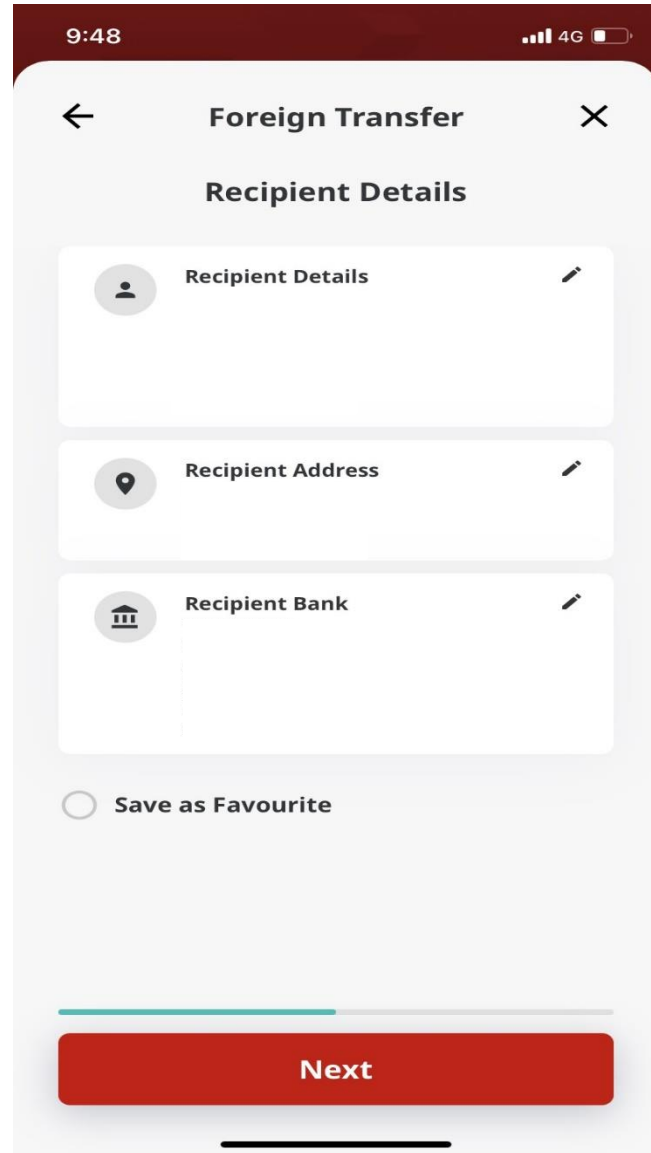 9:48
4G
Foreign Transfer
Recipient Details
Recipient Details
Recipient Address
Recipient Bank
Save as Favourite
Next